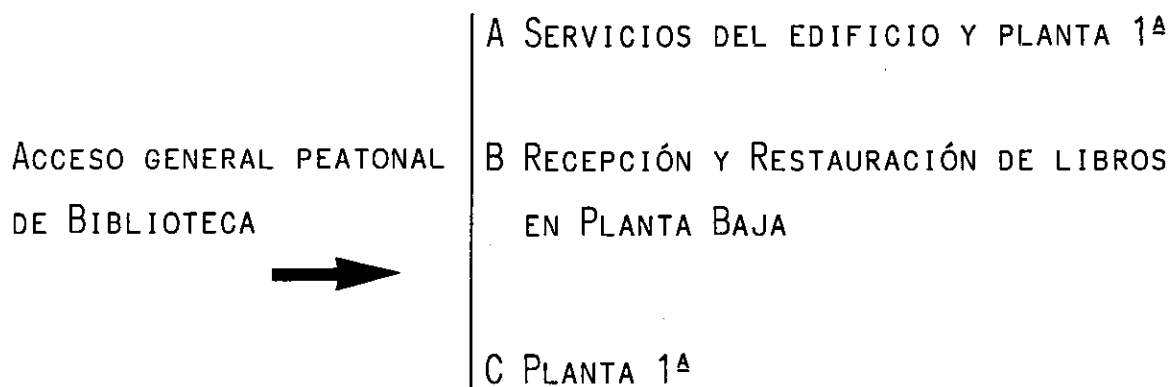 Acceso general peatonal
de Biblioteca
A Servicios del edificio y planta 1ª
B Recepción y Restauración de libros
en Planta Baja
C Planta 1ª